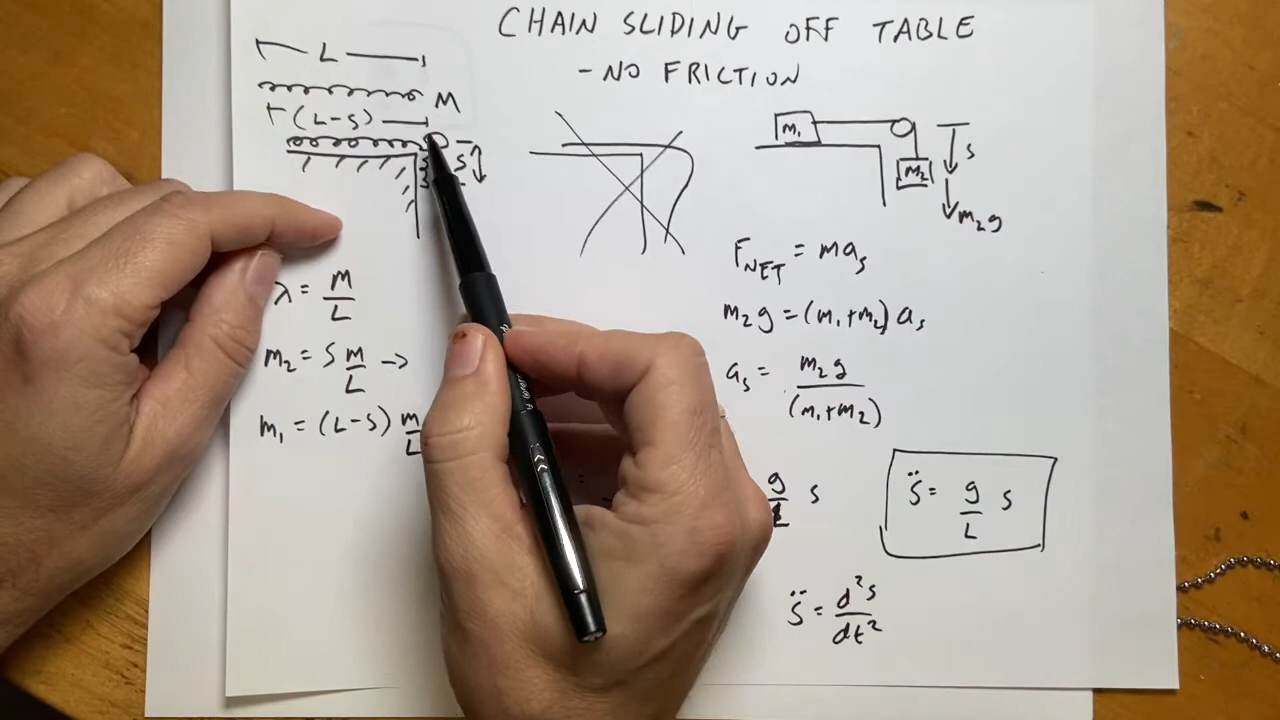 CHAIN SLIDING OFF TABLE
- NO FRICTION
L
M
(L-S)
S
m₁
m₂
s
m₂g
F_NET = ma_s
m₂g = (m₁+m₂) a_s
a_s = m₂g / (m₁+m₂)
λ = M/L
m₂ = S m/L →
m₁ = (L-S) m/L
g/L s
s̈ = g/L s
s̈ = d²s/dt²